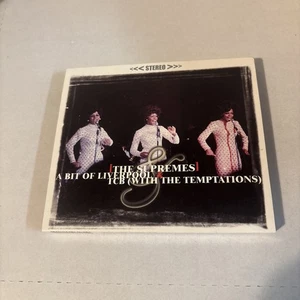 <<< STEREO >>>
THE SUPREMES
A BIT OF LIVERPOOL
&
TCB (WITH THE TEMPTATIONS)